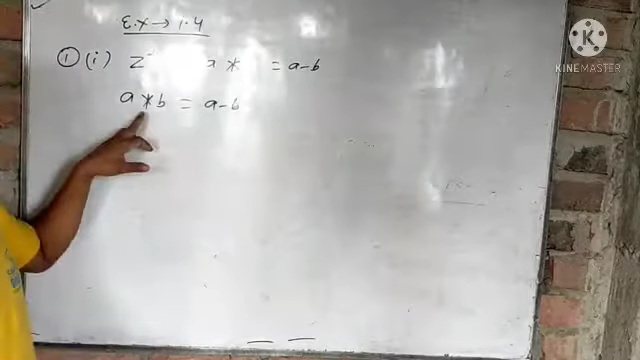 Ex → 1.4
① (i) Z⁻ a * = a-b
a * b = a-b
KINEMASTER